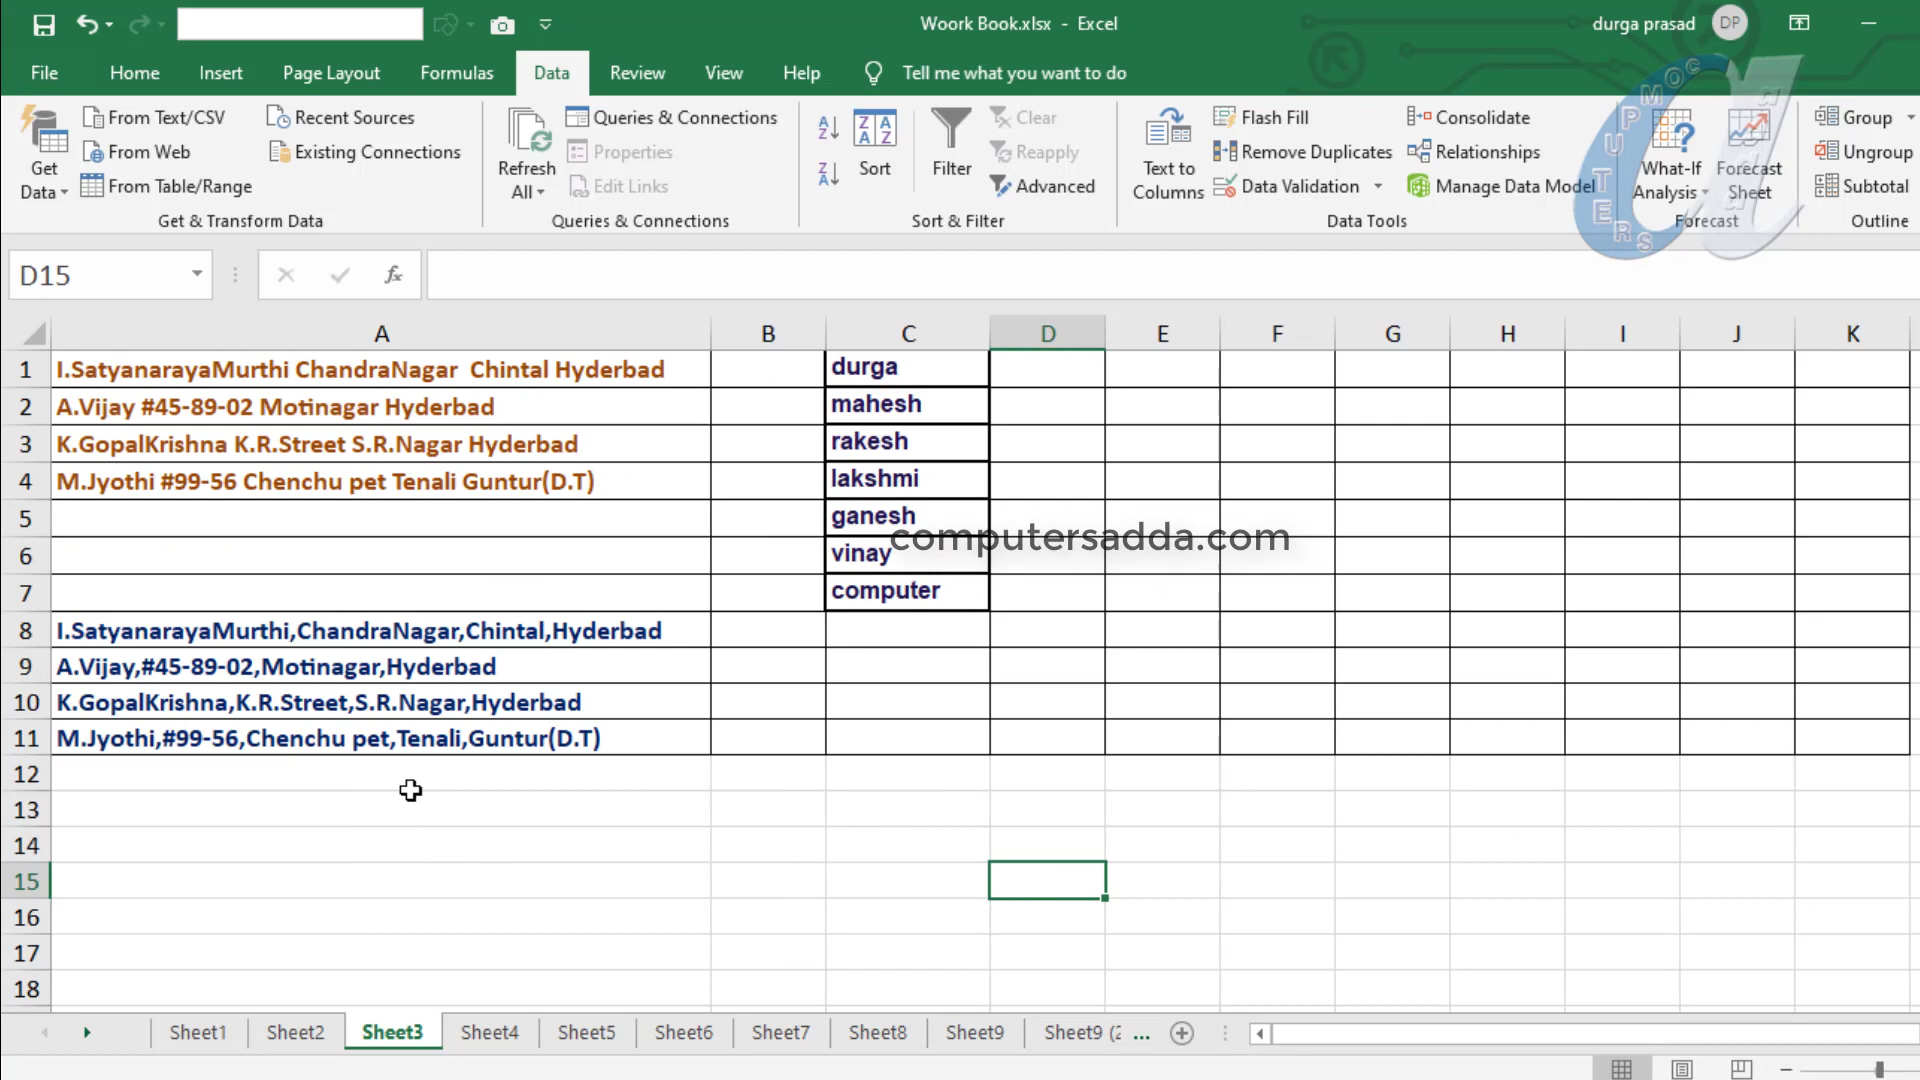 Woork Book.xlsx - Excel
durga prasad DP
File Home Insert Page Layout Formulas Data Review View Help Tell me what you want to do
Get Data
From Text/CSV
From Web
From Table/Range
Recent Sources
Existing Connections
Get & Transform Data
Refresh All
Queries & Connections
Properties
Edit Links
Queries & Connections
Sort
Filter
Clear
Reapply
Advanced
Sort & Filter
Text to Columns
Flash Fill
Remove Duplicates
Data Validation
Consolidate
Relationships
Manage Data Model
Data Tools
What-If Analysis
Forecast Sheet
Forecast
Group
Ungroup
Subtotal
Outline
COMPUTERS
D15
fx
A B C D E F G H I J K
1 I.SatyanarayaMurthi ChandraNagar  Chintal Hyderbad durga
2 A.Vijay #45-89-02 Motinagar Hyderbad mahesh
3 K.GopalKrishna K.R.Street S.R.Nagar Hyderbad rakesh
4 M.Jyothi #99-56 Chenchu pet Tenali Guntur(D.T) lakshmi
5 ganesh
computersadda.com
6 vinay
7 computer
8 I.SatyanarayaMurthi,ChandraNagar,Chintal,Hyderbad
9 A.Vijay,#45-89-02,Motinagar,Hyderbad
10 K.GopalKrishna,K.R.Street,S.R.Nagar,Hyderbad
11 M.Jyothi,#99-56,Chenchu pet,Tenali,Guntur(D.T)
12
13
14
15
16
17
18
Sheet1 Sheet2 Sheet3 Sheet4 Sheet5 Sheet6 Sheet7 Sheet8 Sheet9 Sheet9 (2 ...